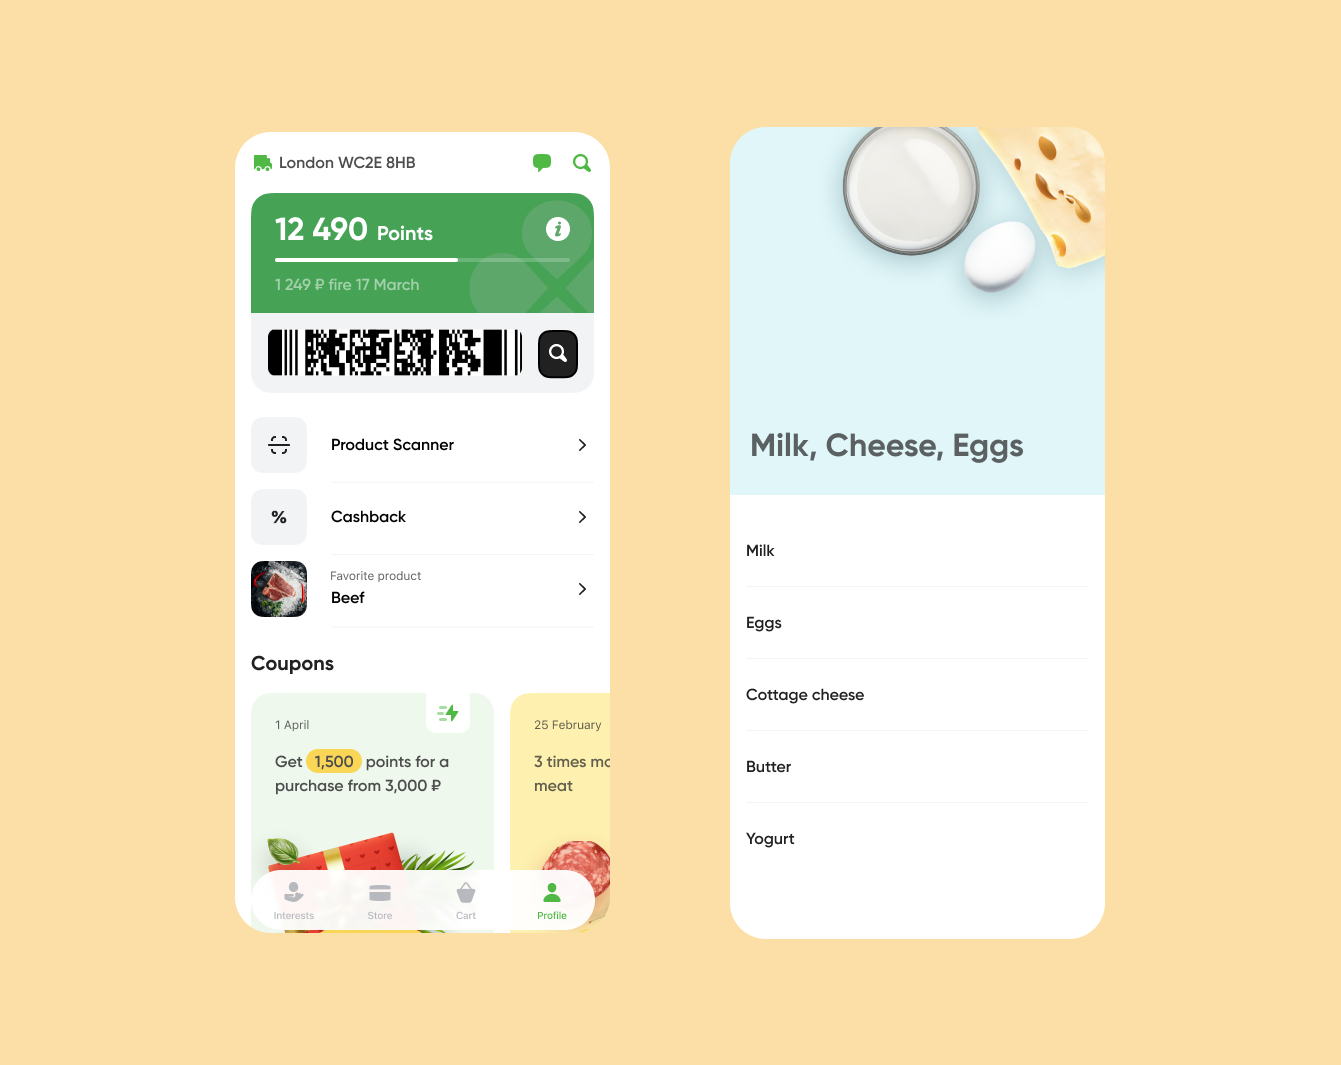 London WC2E 8HB
12 490 Points
1 249 ₽ fire 17 March
Product Scanner
%
Cashback
Favorite product
Beef
Coupons
1 April
Get 1,500 points for a
purchase from 3,000 ₽
25 February
3 times mo
meat
Interests
Store
Cart
Profile
Milk, Cheese, Eggs
Milk
Eggs
Cottage cheese
Butter
Yogurt